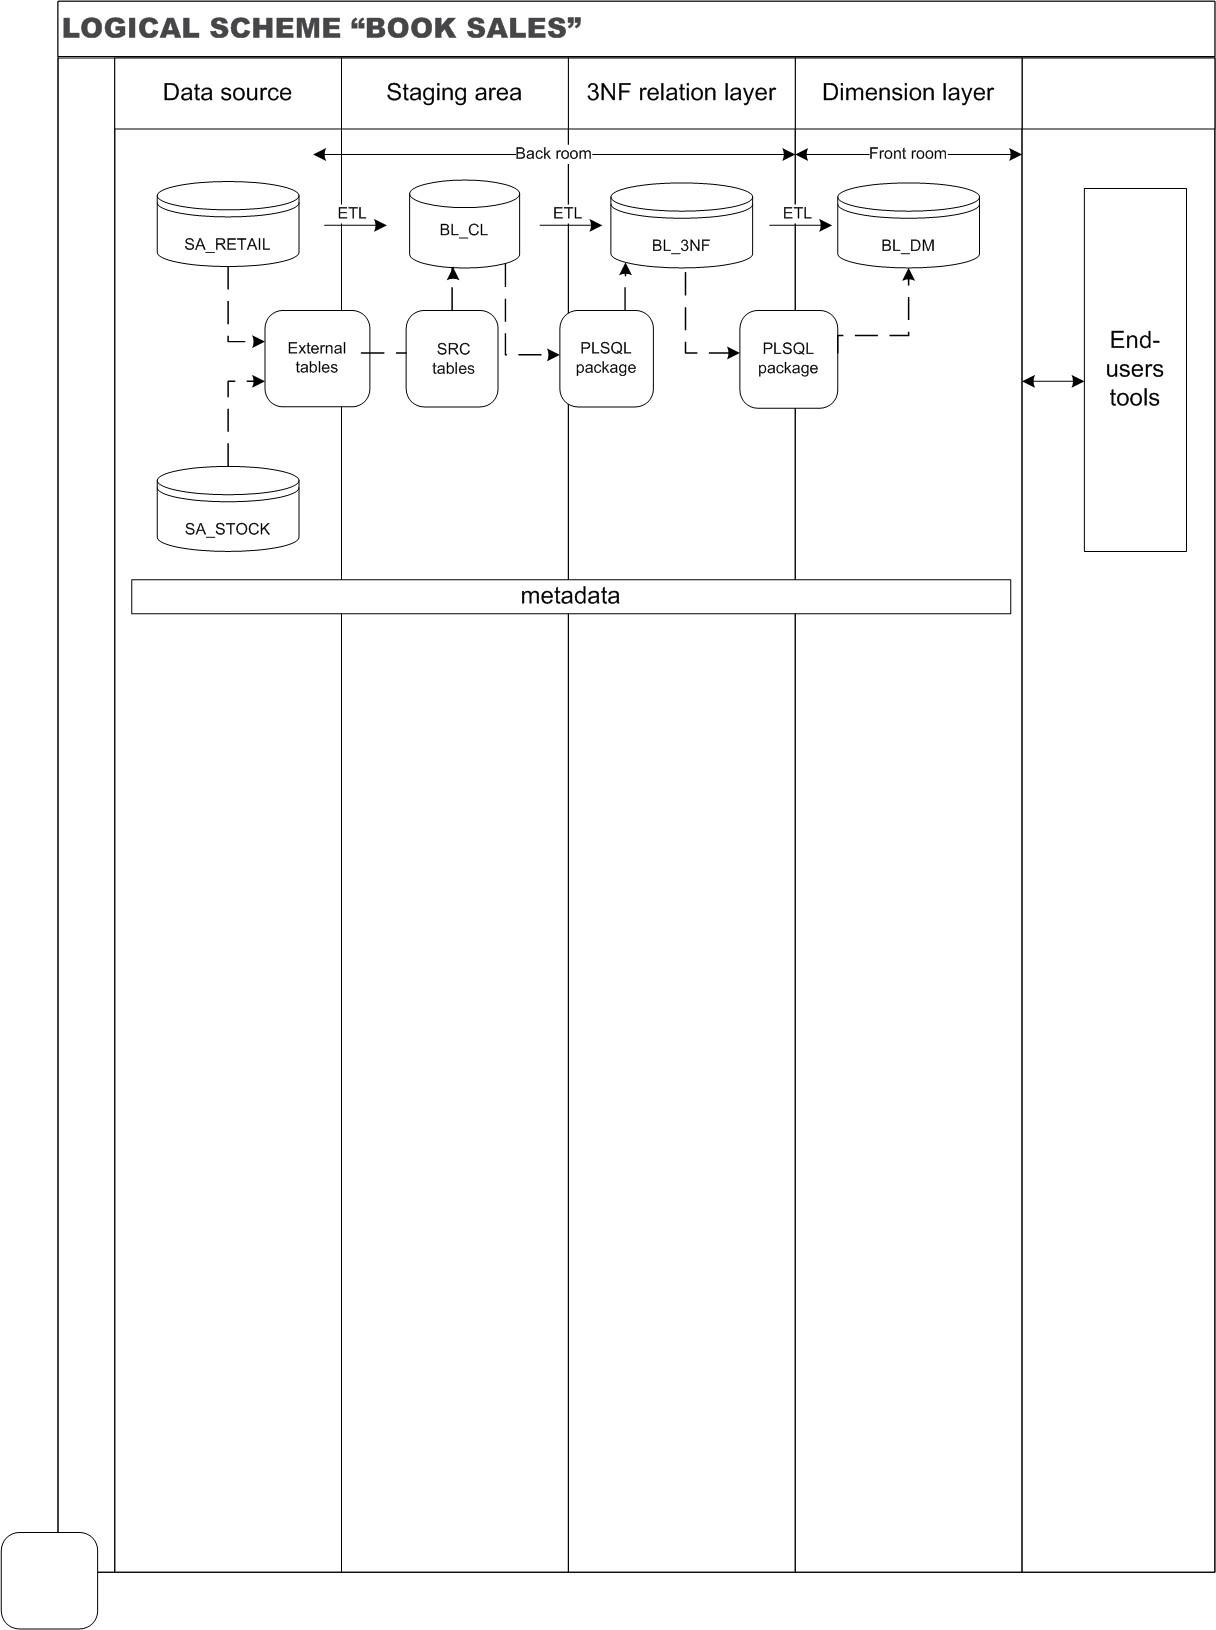 LOGICAL SCHEME “BOOK SALES”
Data source
Staging area
3NF relation layer
Dimension layer
Back room
Front room
SA_RETAIL
ETL
BL_CL
ETL
BL_3NF
ETL
BL_DM
External
tables
SRC
tables
PLSQL
package
PLSQL
package
End-
users
tools
SA_STOCK
metadata